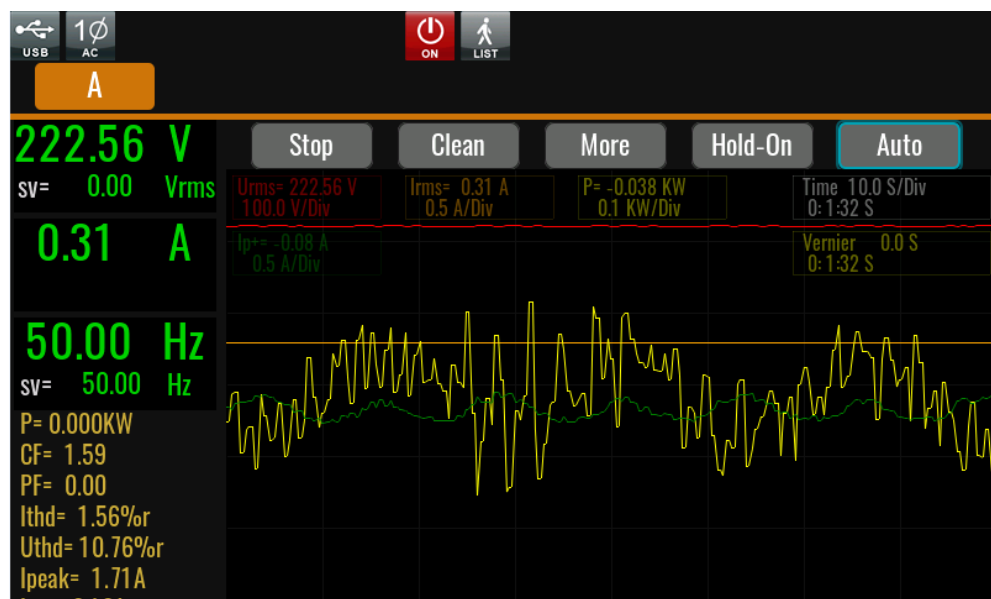 USB
1Ø
AC
ON
LIST
A
222.56 V
sv= 0.00 Vrms
0.31 A
50.00 Hz
sv= 50.00 Hz
P= 0.000KW
CF= 1.59
PF= 0.00
Ithd= 1.56%r
Uthd= 10.76%r
Ipeak= 1.71A
Stop Clean More Hold-On Auto
Urms= 222.56 V
100.0 V/Div
Irms= 0.31 A
0.5 A/Div
P= -0.038 KW
0.1 KW/Div
Time 10.0 S/Div
0: 1:32 S
Ip+= -0.08 A
0.5 A/Div
Vernier 0.0 S
0: 1:32 S